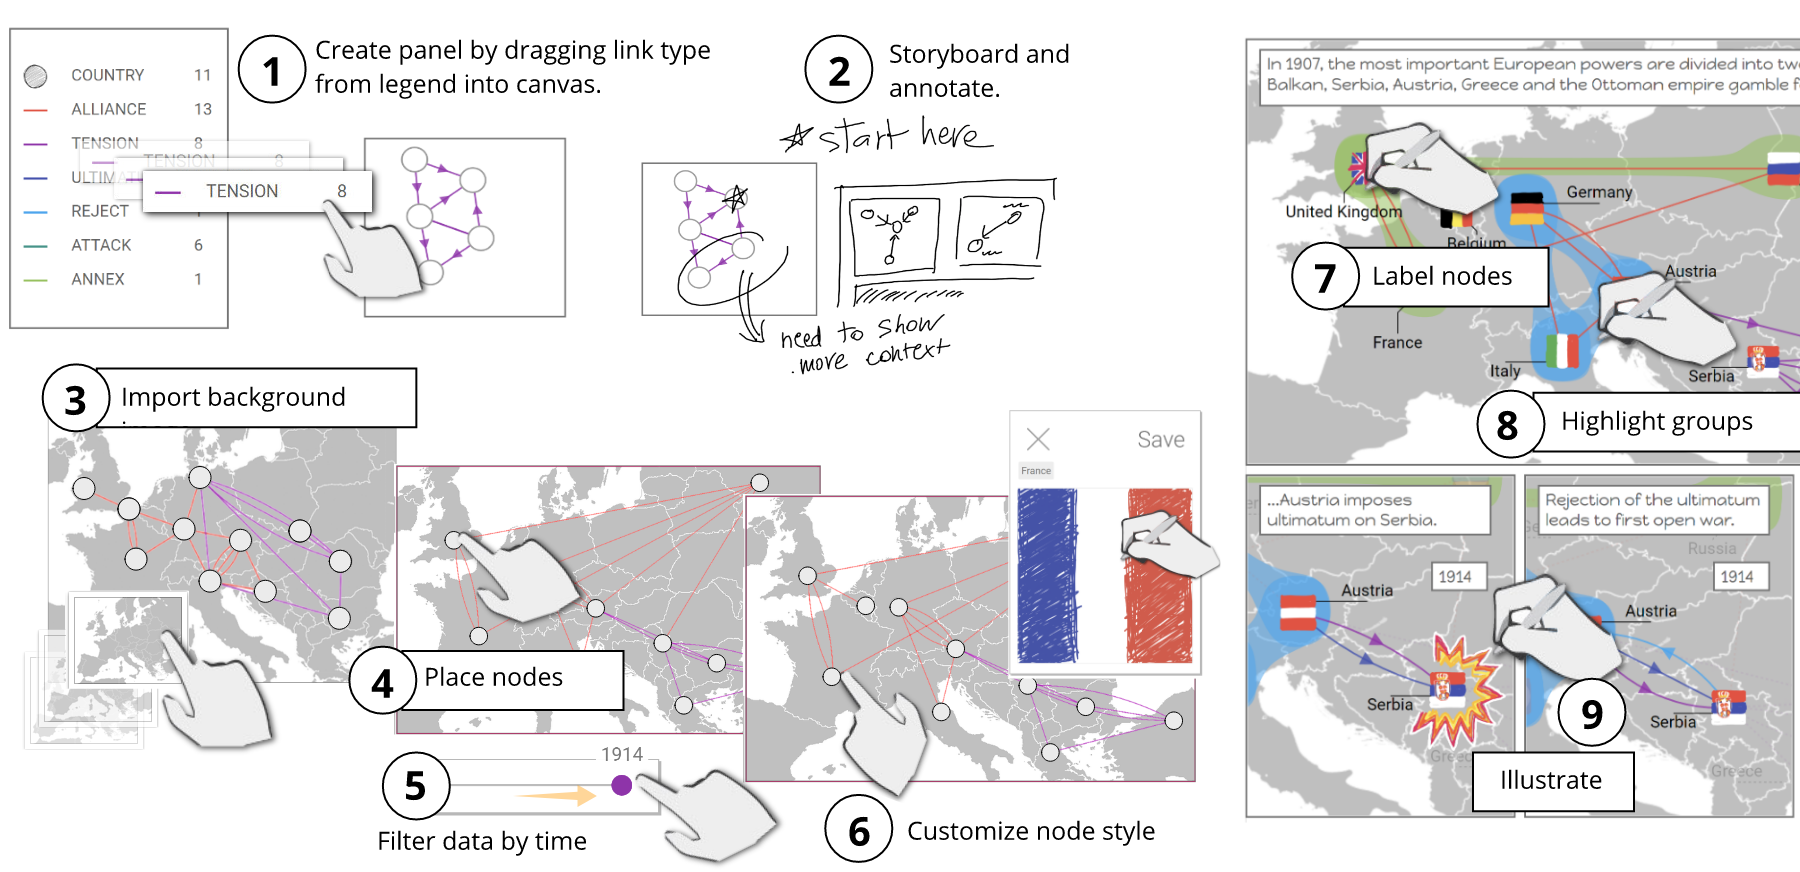 COUNTRY 11
ALLIANCE 13
TENSION 8
TENSION 8
TENSION 8
REJECT
ATTACK 6
ANNEX 1
1
Create panel by dragging link type
from legend into canvas.
2
Storyboard and
annotate.
start here
need to show
more context
3
Import background
4
Place nodes
5
1914
Filter data by time
6
Customize node style
Save
France
In 1907, the most important European powers are divided into
Balkan, Serbia, Austria, Greece and the Ottoman empire gamble
United Kingdom
Belgium
Germany
7
Label nodes
Austria
France
Italy
Serbia
8
Highlight groups
...Austria imposes
ultimatum on Serbia.
1914
Austria
Serbia
Rejection of the ultimatum
leads to first open war.
Russia
1914
Austria
Serbia
Greece
9
Illustrate